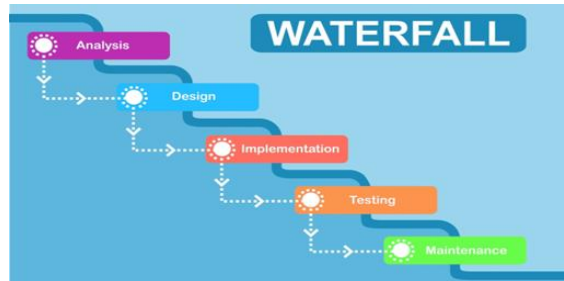 WATERFALL
Analysis
Design
Implementation
Testing
Maintenance